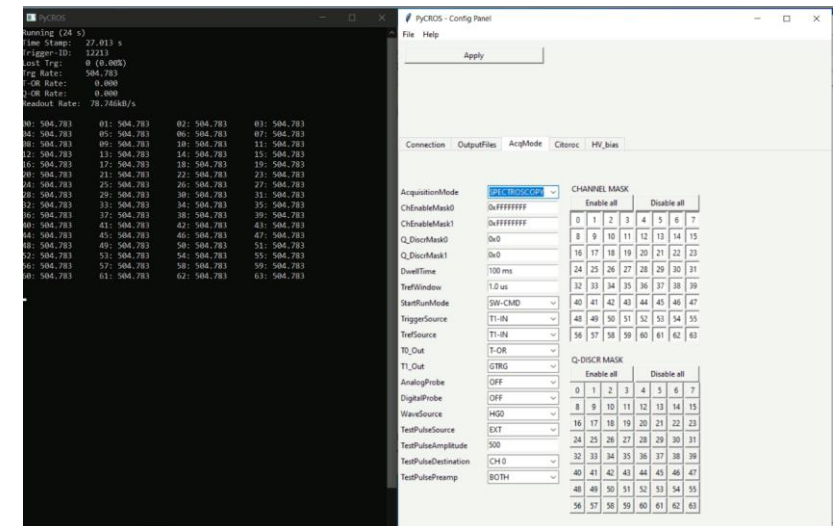 PyCROS
Running (24 s)
Time Stamp: 27.013 s
Trigger-ID: 12213
Lost Trg: 0 (0.00%)
Trg Rate: 504.783
T-OR Rate: 0.000
Q-OR Rate: 0.000
Readout Rate: 78.746kB/s
00: 504.783 01: 504.783 02: 504.783 03: 504.783
04: 504.783 05: 504.783 06: 504.783 07: 504.783
08: 504.783 09: 504.783 10: 504.783 11: 504.783
12: 504.783 13: 504.783 14: 504.783 15: 504.783
16: 504.783 17: 504.783 18: 504.783 19: 504.783
20: 504.783 21: 504.783 22: 504.783 23: 504.783
24: 504.783 25: 504.783 26: 504.783 27: 504.783
28: 504.783 29: 504.783 30: 504.783 31: 504.783
32: 504.783 33: 504.783 34: 504.783 35: 504.783
36: 504.783 37: 504.783 38: 504.783 39: 504.783
40: 504.783 41: 504.783 42: 504.783 43: 504.783
44: 504.783 45: 504.783 46: 504.783 47: 504.783
48: 504.783 49: 504.783 50: 504.783 51: 504.783
52: 504.783 53: 504.783 54: 504.783 55: 504.783
56: 504.783 57: 504.783 58: 504.783 59: 504.783
60: 504.783 61: 504.783 62: 504.783 63: 504.783
PyCROS - Config Panel
File Help
Apply
Connection OutputFiles AcqMode Citoroc HV_bias
AcquisitionMode SPECTROSCOPY
ChEnableMask0 0xFFFFFFFF
ChEnableMask1 0xFFFFFFFF
Q_DiscrMask0 0x0
Q_DiscrMask1 0x0
DwellTime 100 ms
TrefWindow 1.0 us
StartRunMode SW-CMD
TriggerSource T1-IN
TrefSource T1-IN
T0_Out T-OR
T1_Out GTRG
AnalogProbe OFF
DigitalProbe OFF
WaveSource HG0
TestPulseSource EXT
TestPulseAmplitude 500
TestPulseDestination CH 0
TestPulsePreamp BOTH
CHANNEL MASK
Enable all Disable all
0 1 2 3 4 5 6 7
8 9 10 11 12 13 14 15
16 17 18 19 20 21 22 23
24 25 26 27 28 29 30 31
32 33 34 35 36 37 38 39
40 41 42 43 44 45 46 47
48 49 50 51 52 53 54 55
56 57 58 59 60 61 62 63
Q-DISCR MASK
Enable all Disable all
0 1 2 3 4 5 6 7
8 9 10 11 12 13 14 15
16 17 18 19 20 21 22 23
24 25 26 27 28 29 30 31
32 33 34 35 36 37 38 39
40 41 42 43 44 45 46 47
48 49 50 51 52 53 54 55
56 57 58 59 60 61 62 63